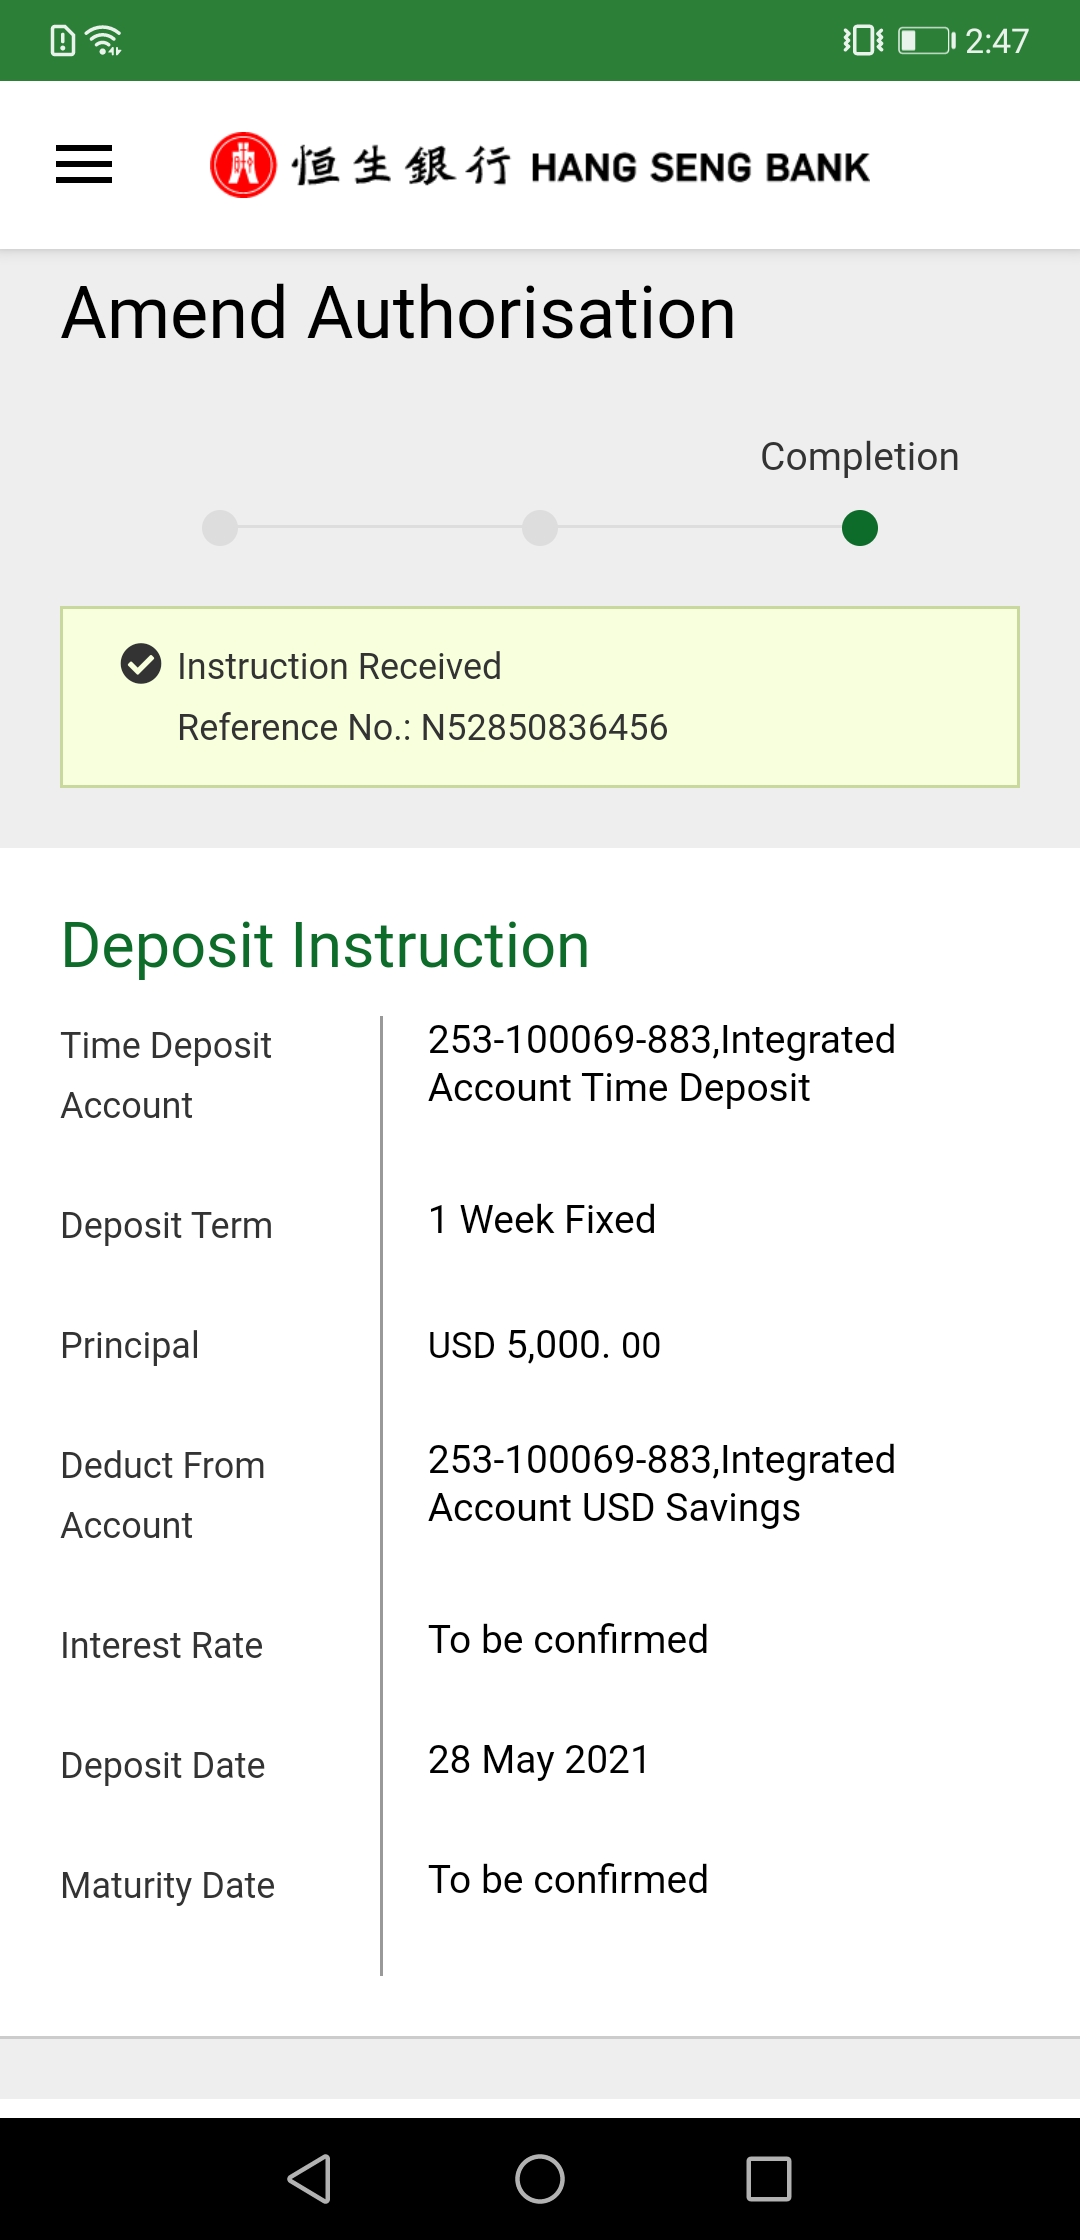 2:47
恒生銀行 HANG SENG BANK
Amend Authorisation
Completion
Instruction Received
Reference No.: N52850836456
Deposit Instruction
Time Deposit
Account
253-100069-883,Integrated
Account Time Deposit
Deposit Term
1 Week Fixed
Principal
USD 5,000. 00
Deduct From
Account
253-100069-883,Integrated
Account USD Savings
Interest Rate
To be confirmed
Deposit Date
28 May 2021
Maturity Date
To be confirmed